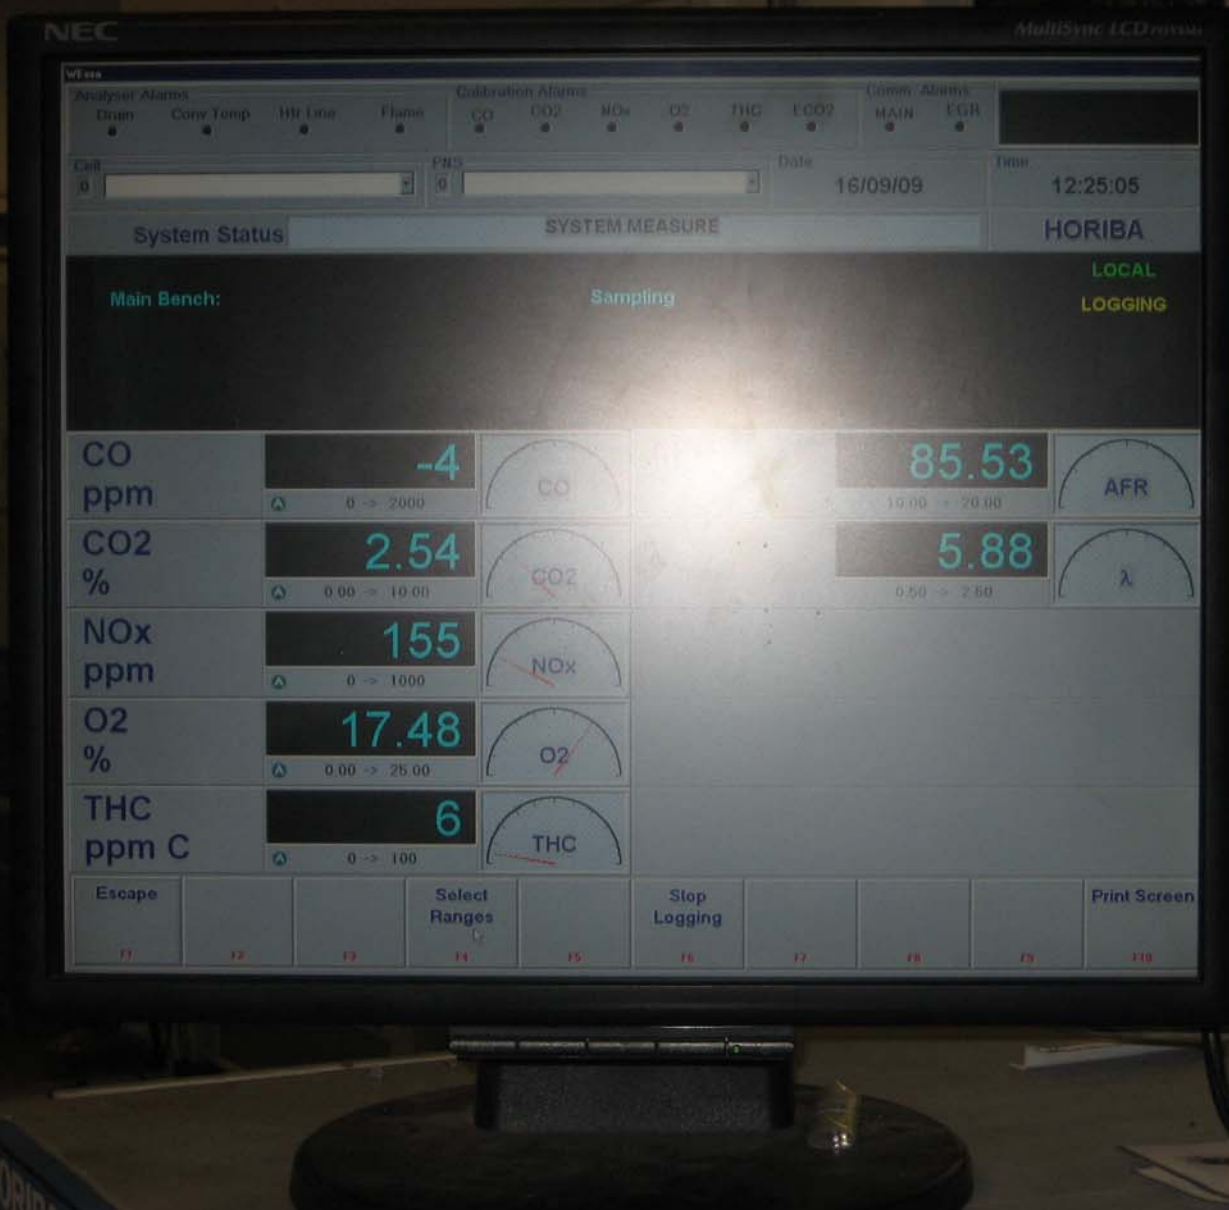 NEC
MultiSync LCD
Analyser Alarms Calibration Alarms Comm Alarms
Drain Conv Temp Htr Line Flame CO CO2 NOx O2 THC ECO2 MAIN EGR
Cell PNS Date Time
0 0 16/09/09 12:25:05
System Status SYSTEM MEASURE HORIBA
LOCAL
Main Bench: Sampling LOGGING
CO -4 CO 85.53 AFR
ppm 0 -> 2000 10.00 -> 20.00
CO2 2.54 CO2 5.88 λ
% 0.00 -> 10.00 0.50 -> 2.50
NOx 155 NOx
ppm 0 -> 1000
O2 17.48 O2
% 0.00 -> 25.00
THC 6 THC
ppm C 0 -> 100
Escape Select Stop Print Screen
Ranges Logging
F1 F2 F3 F4 F5 F6 F7 F8 F9 F10